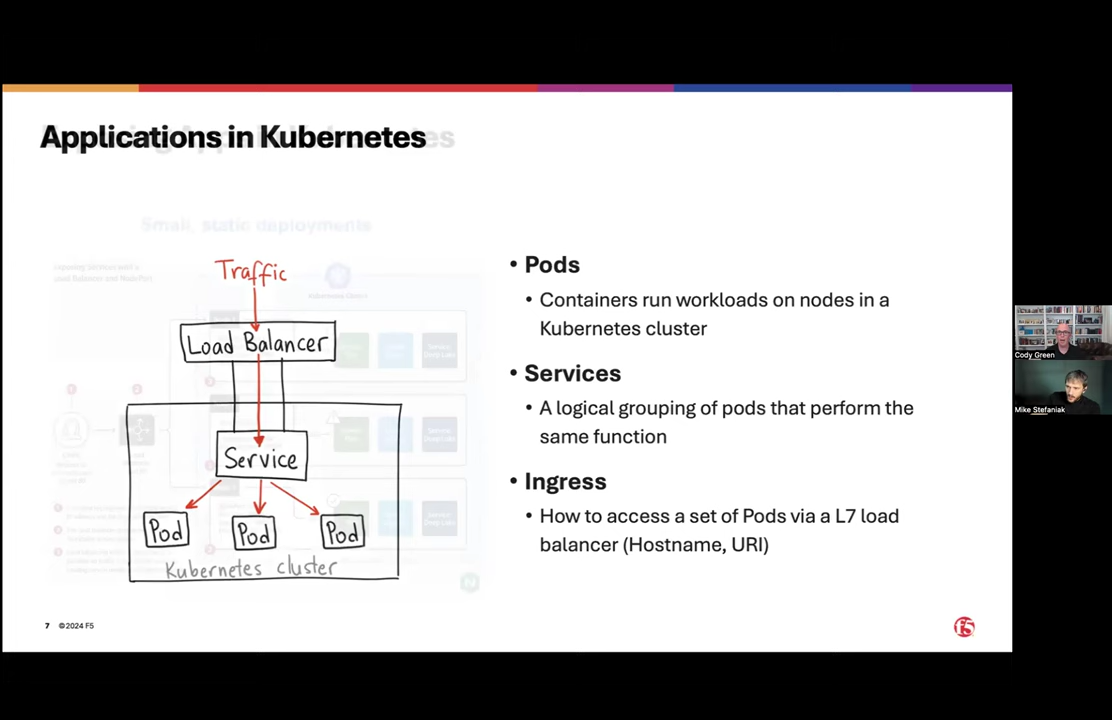 Applications in Kubernetes
Small, static deployments
Traffic
Load Balancer
Service
Pod
Pod
Pod
Kubernetes cluster
• Pods
• Containers run workloads on nodes in a
Kubernetes cluster
• Services
• A logical grouping of pods that perform the
same function
• Ingress
• How to access a set of Pods via a L7 load
balancer (Hostname, URI)
7 ©2024 F5
f5
Cody Green
Mike Stefaniak